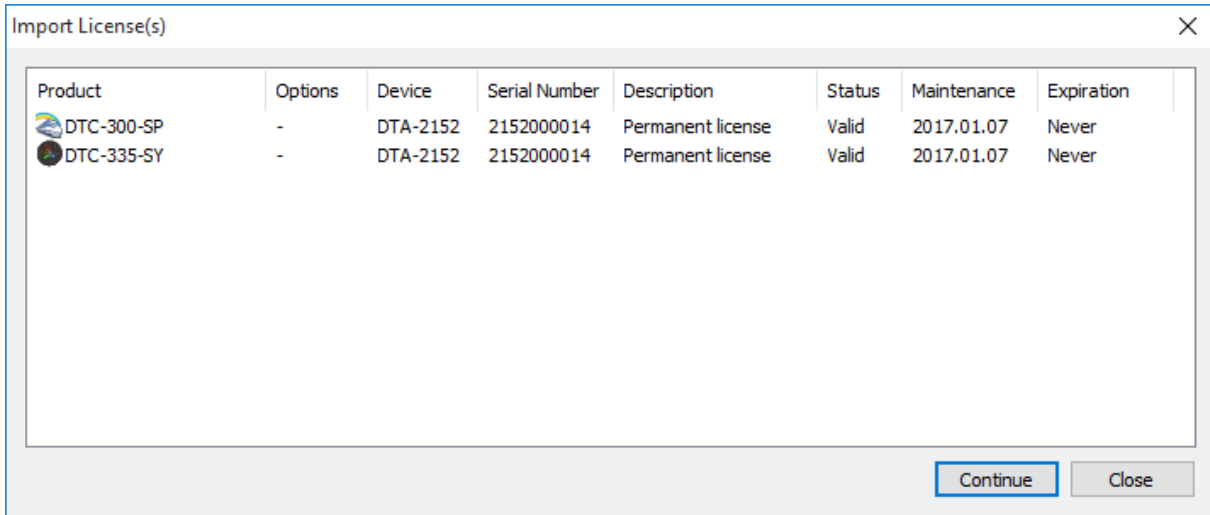 Import License(s)
Product Options Device Serial Number Description Status Maintenance Expiration
DTC-300-SP - DTA-2152 2152000014 Permanent license Valid 2017.01.07 Never
DTC-335-SY - DTA-2152 2152000014 Permanent license Valid 2017.01.07 Never
Continue Close